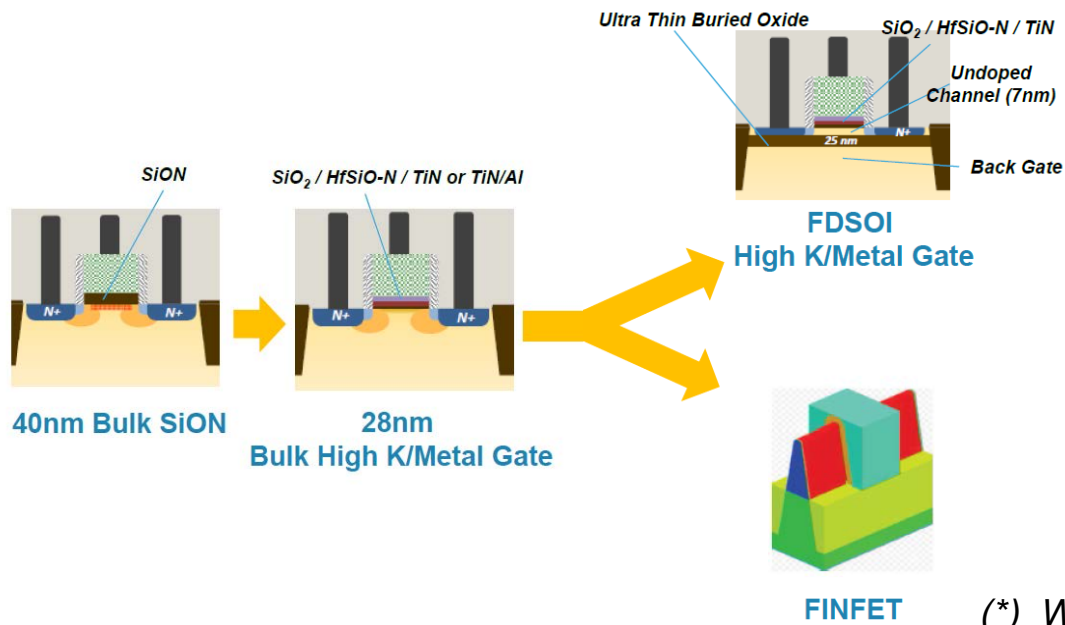 Ultra Thin Buried Oxide
SiO₂ / HfSiO-N / TiN
Undoped
Channel (7nm)
N+
25 nm
Back Gate
FDSOI
High K/Metal Gate
SiON
N+ N+
40nm Bulk SiON
SiO₂ / HfSiO-N / TiN or TiN/Al
N+ N+
28nm
Bulk High K/Metal Gate
FINFET
(*) W